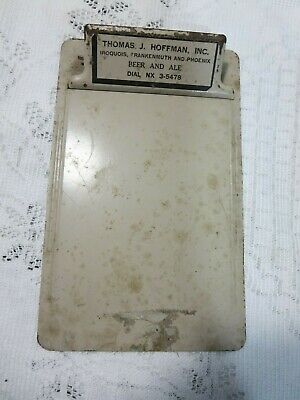 THOMAS J. HOFFMAN, INC.
IROQUOIS, FRANKENMUTH AND PHOENIX
BEER AND ALE
DIAL NX 3-5478